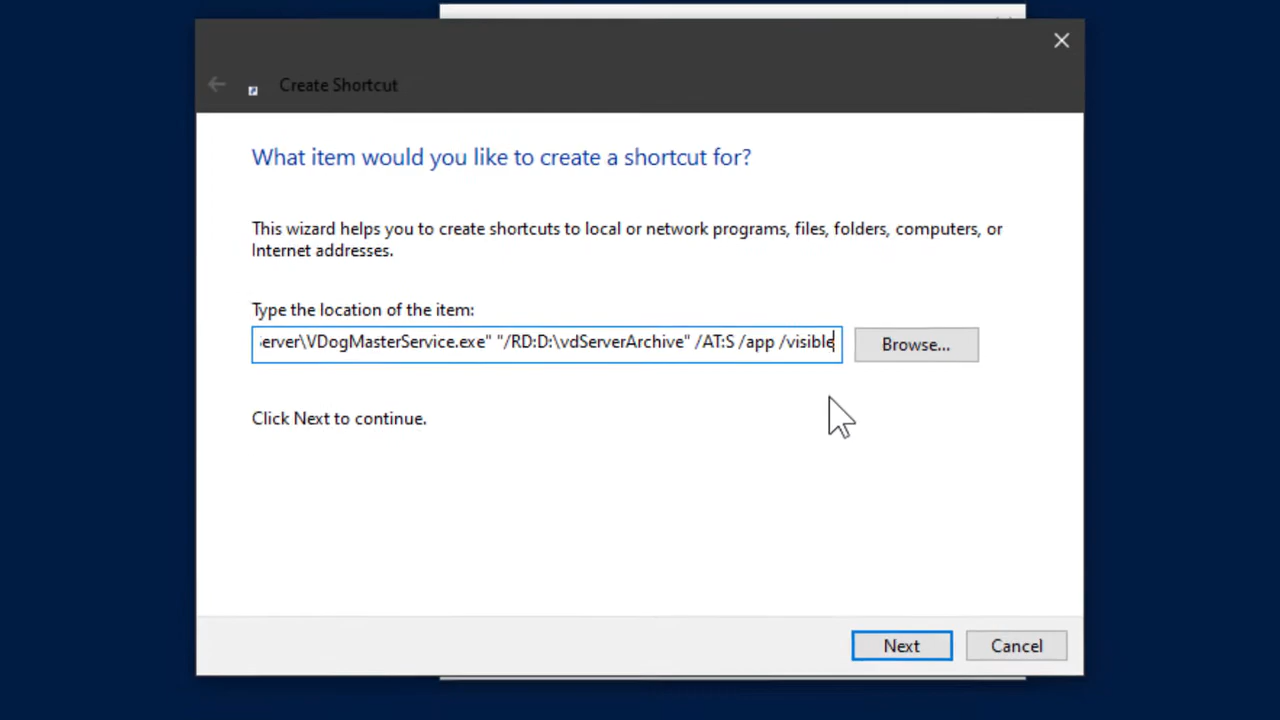 Create Shortcut
What item would you like to create a shortcut for?
This wizard helps you to create shortcuts to local or network programs, files, folders, computers, or
Internet addresses.
Type the location of the item:
erver\VDogMasterService.exe" "/RD:D:\vdServerArchive" /AT:S /app /visible
Browse...
Click Next to continue.
Next
Cancel